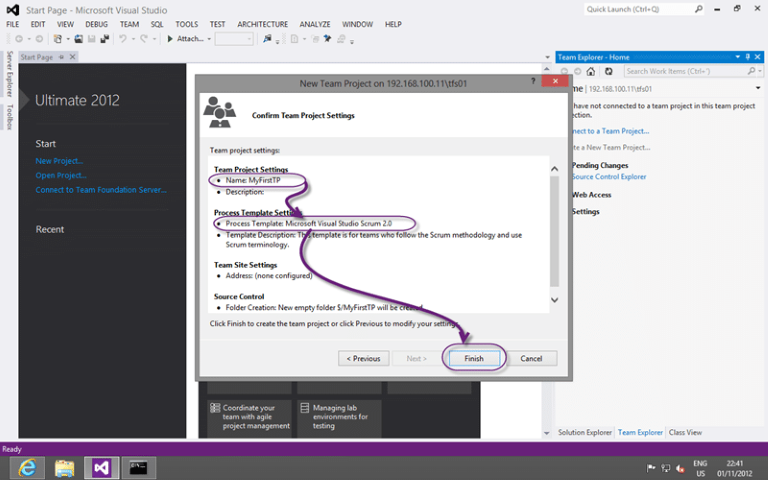 Start Page - Microsoft Visual Studio
Quick Launch (Ctrl+Q)
FILE EDIT VIEW DEBUG TEAM SQL TOOLS TEST ARCHITECTURE ANALYZE WINDOW HELP
Attach...
Server Explorer
Toolbox
Start Page
Ultimate 2012
Start
New Project...
Open Project...
Connect to Team Foundation Server...
Recent
New Team Project on 192.168.100.11\tfs01
Confirm Team Project Settings
Team project settings:
Team Project Settings
• Name: MyFirstTP
• Description:
Process Template Setti
• Process Template: Microsoft Visual Studio Scrum 2.0
• Template Description: This template is for teams who follow the Scrum methodology and use
Scrum terminology.
Team Site Settings
• Address: (none configured)
Source Control
• Folder Creation: New empty folder $/MyFirstTP will be created
Click Finish to create the team project or click Previous to modify your settings.
< Previous Next > Finish Cancel
Coordinate your
team with agile
project management
Managing lab
environments for
testing
Team Explorer - Home
Search Work Items (Ctrl+')
me | 192.168.100.11\tfs01
have not connected to a team project in this team project
ection.
nnect to a Team Project...
te a New Team Project...
Pending Changes
Source Control Explorer
Web Access
Settings
Solution Explorer Team Explorer Class View
Ready
ENG
US
22:41
01/11/2012